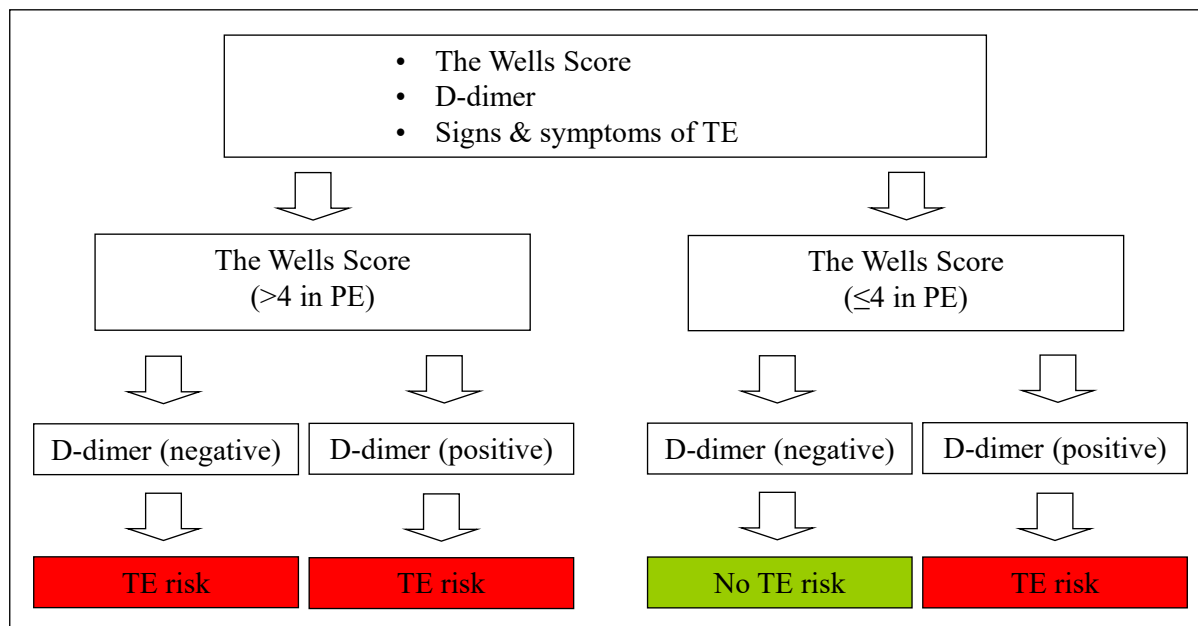 • The Wells Score
• D-dimer
• Signs & symptoms of TE
The Wells Score
(>4 in PE)
The Wells Score
(≤4 in PE)
D-dimer (negative)
D-dimer (positive)
D-dimer (negative)
D-dimer (positive)
TE risk
TE risk
No TE risk
TE risk